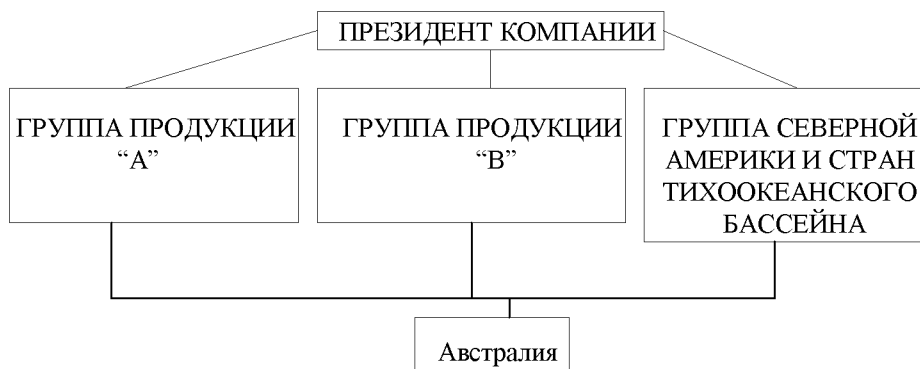 ПРЕЗИДЕНТ КОМПАНИИ
ГРУППА ПРОДУКЦИИ
“А”
ГРУППА ПРОДУКЦИИ
“В”
ГРУППА СЕВЕРНОЙ
АМЕРИКИ И СТРАН
ТИХООКЕАНСКОГО
БАССЕЙНА
Австралия